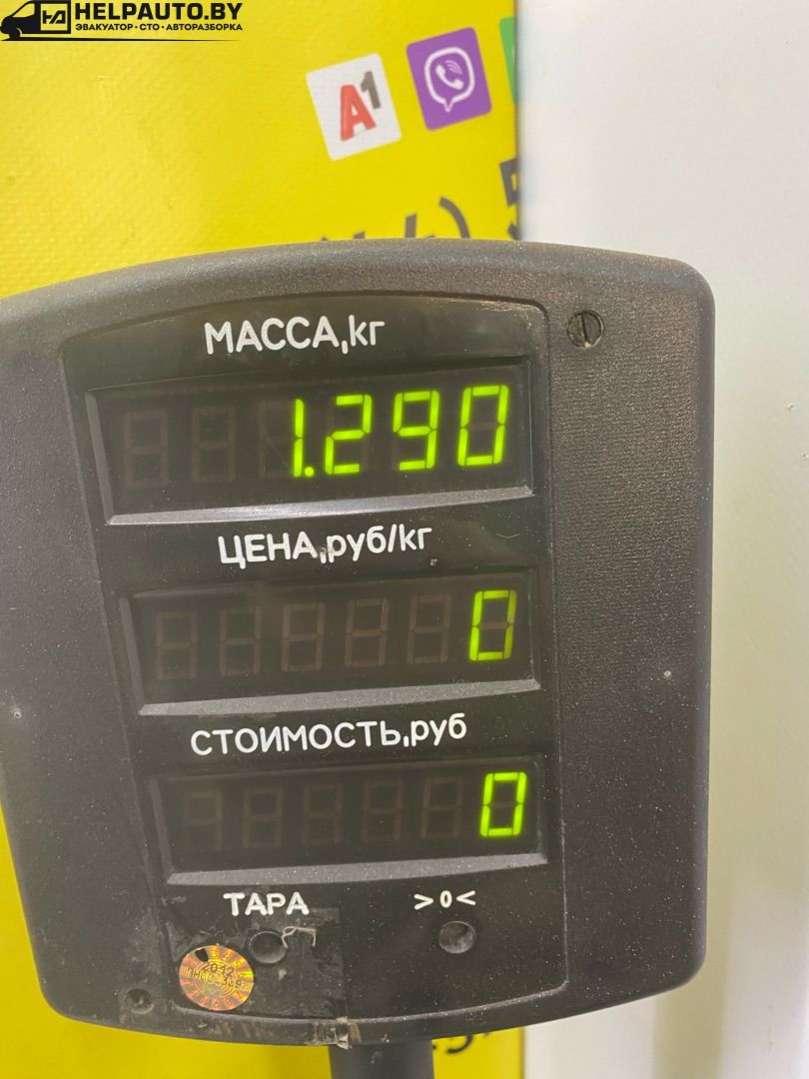 HELPAUTO.BY
ЭВАКУАТОР · СТО · АВТОРАЗБОРКА
A1
МАССА,кг
1.290
ЦЕНА,руб/кг
0
СТОИМОСТЬ,руб
0
ТАРА
>0<